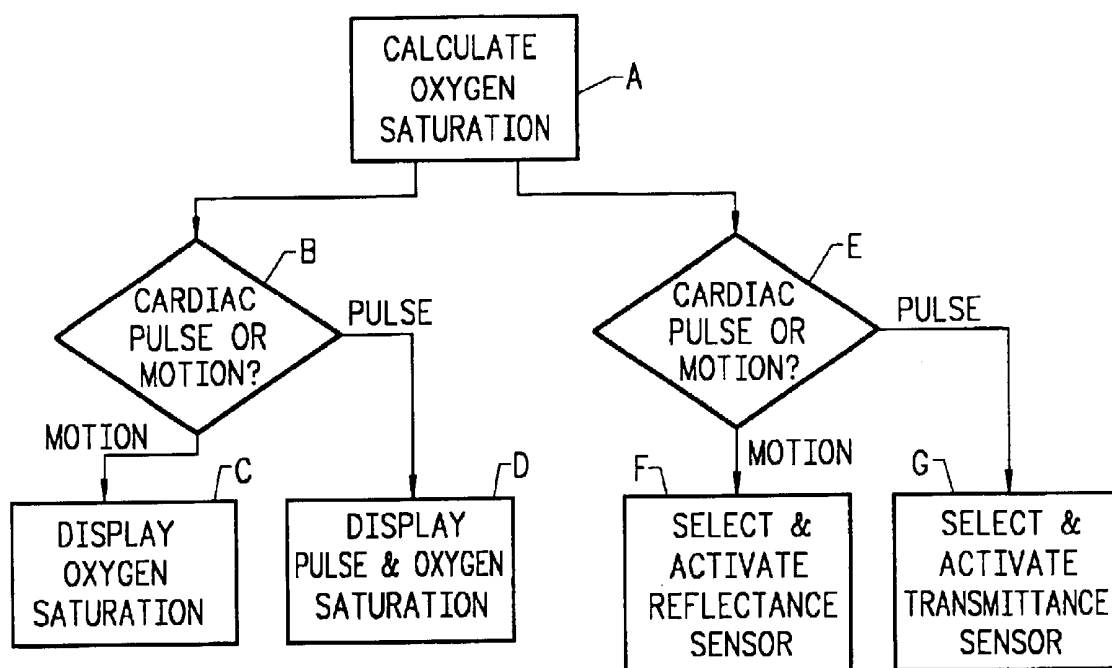 CALCULATE
OXYGEN
SATURATION
A
B
CARDIAC
PULSE OR
MOTION?
PULSE
MOTION
E
CARDIAC
PULSE OR
MOTION?
PULSE
MOTION
C
DISPLAY
OXYGEN
SATURATION
D
DISPLAY
PULSE & OXYGEN
SATURATION
F
SELECT &
ACTIVATE
REFLECTANCE
SENSOR
G
SELECT &
ACTIVATE
TRANSMITTANCE
SENSOR